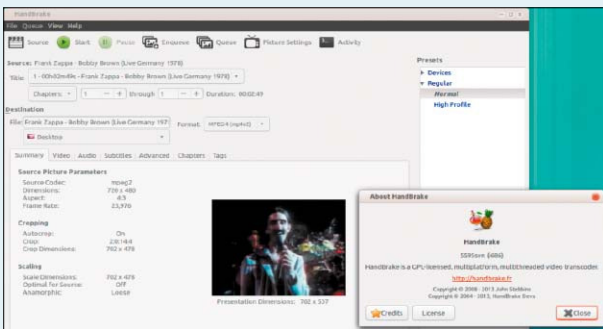 HandBrake
File Queue View Help
Source Start Pause Enqueue Queue Picture Settings Activity
Source: Frank Zappa - Bobby Brown (Live Germany 1978)
Title: 1 - 00h02m49s - Frank Zappa - Bobby Brown (Live Germany 1978)
Chapters: 1 through 1 Duration: 00:02:49
Destination
File: Frank Zappa - Bobby Brown (Live Germany 197 Format:
Desktop
Summary Video Audio Subtitles Advanced Chapters Tags
Source Picture Parameters
Source Codec: mpeg2
Dimensions: 720 x 480
Aspect: 4:3
Frame Rate: 23,976
Cropping
Autocrop: On
Crop:
Crop Dimensions: 702 x 476
Scaling
Scale Dimensions: 702 x 476
Optimal for Source: Off
Anamorphic: Loose
Presentation Dimensions: 702 x 537
Presets
Devices
Regular
Normal
High Profile
About HandBrake
HandBrake
HandBrake is a GPL-licensed, multiplatform, multithreaded video transcoder.
http://handbrake.fr
Copyright © 2008 - 2013 John Stebbins
Copyright © 2004 - 2013, HandBrake Devs
Credits License Close